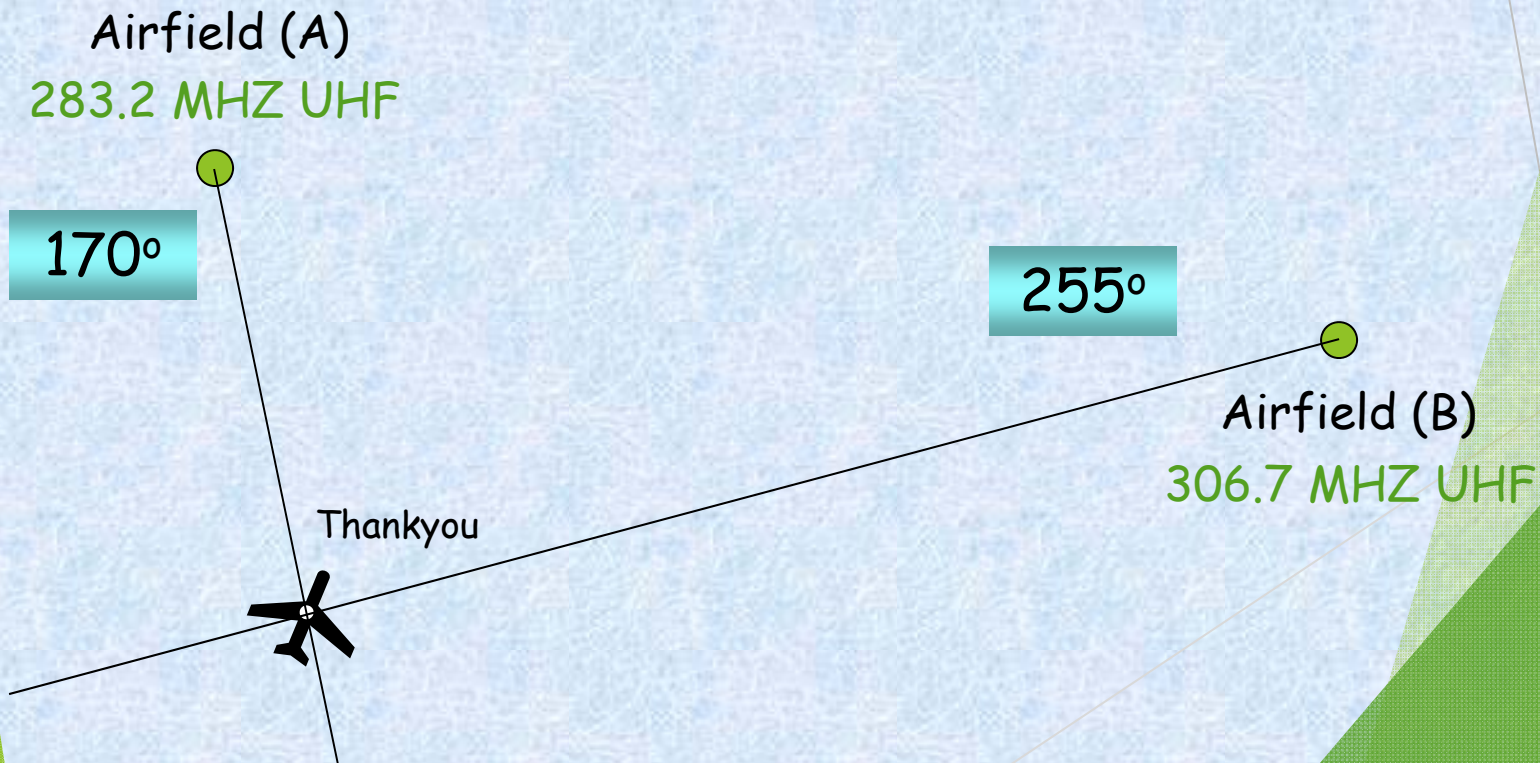 Airfield (A)
283.2 MHZ UHF
170º
255º
Airfield (B)
306.7 MHZ UHF
Thankyou